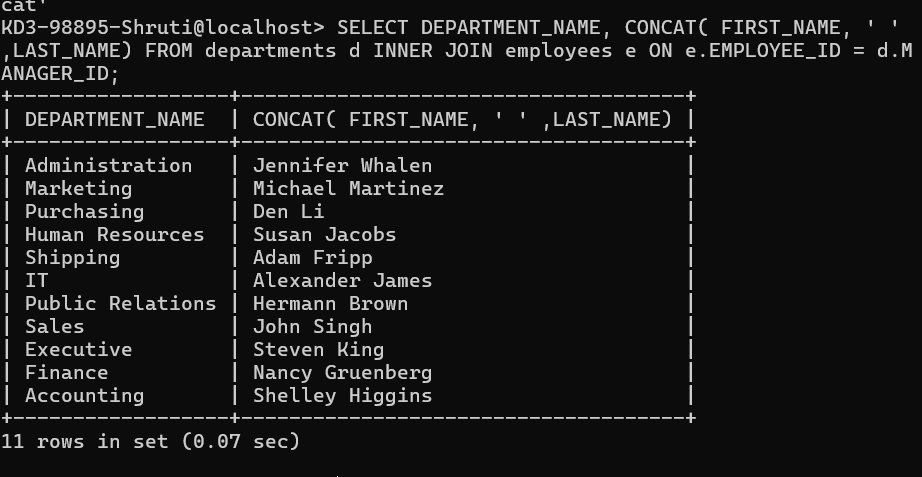 cat'
KD3-98895-Shruti@localhost> SELECT DEPARTMENT_NAME, CONCAT( FIRST_NAME, ' '
,LAST_NAME) FROM departments d INNER JOIN employees e ON e.EMPLOYEE_ID = d.M
ANAGER_ID;
+------------------+-------------------------------------+
| DEPARTMENT_NAME  | CONCAT( FIRST_NAME, ' ' ,LAST_NAME) |
+------------------+-------------------------------------+
| Administration   | Jennifer Whalen                     |
| Marketing        | Michael Martinez                    |
| Purchasing       | Den Li                              |
| Human Resources  | Susan Jacobs                        |
| Shipping         | Adam Fripp                          |
| IT               | Alexander James                     |
| Public Relations | Hermann Brown                       |
| Sales            | John Singh                          |
| Executive        | Steven King                         |
| Finance          | Nancy Gruenberg                     |
| Accounting       | Shelley Higgins                     |
+------------------+-------------------------------------+
11 rows in set (0.07 sec)